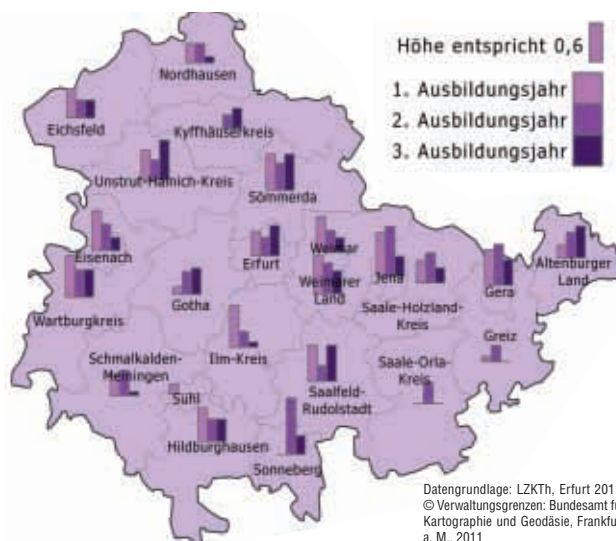 Höhe entspricht 0,6
1. Ausbildungsjahr
2. Ausbildungsjahr
3. Ausbildungsjahr
Nordhausen
Eichsfeld
Kyffhäuserkreis
Unstrut-Hainich-Kreis
Sömmerda
Eisenach
Erfurt
Weimar
Weimarer
Land
Jena
Saale-Holzland-
Kreis
Gera
Altenburger
Land
Wartburgkreis
Gotha
Ilm-Kreis
Greiz
Schmalkalden-
Meiningen
Suhl
Saalfeld-
Rudolstadt
Saale-Orla-
Kreis
Hildburghausen
Sonneberg
Datengrundlage: LZKTh, Erfurt 201
© Verwaltungsgrenzen: Bundesamt f
Kartographie und Geodäsie, Frankfu
a. M., 2011